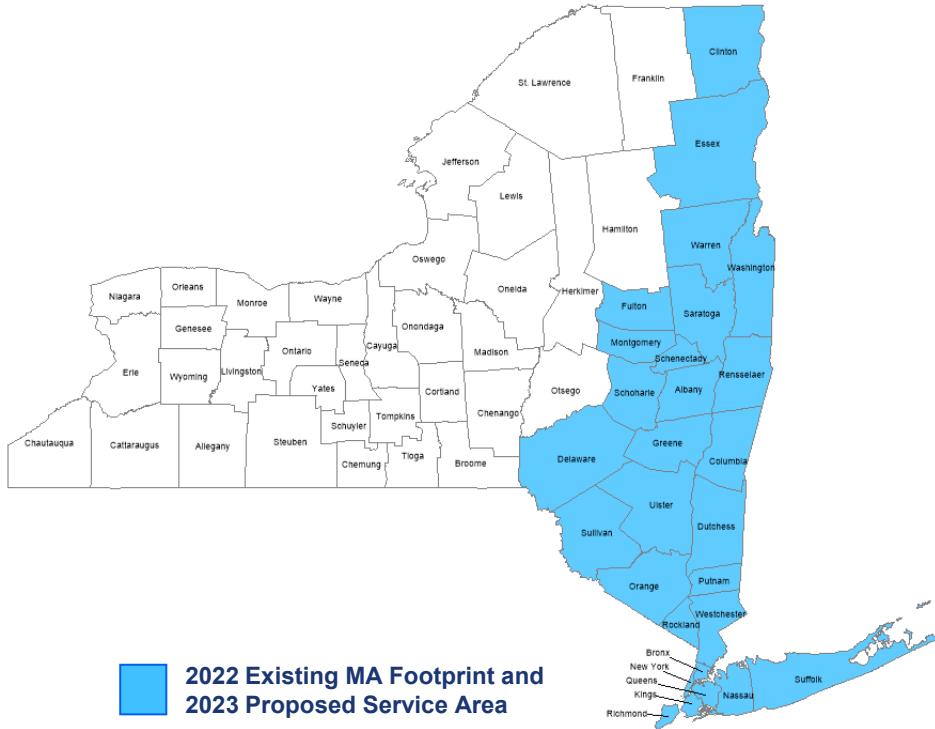 Clinton
Franklin
St. Lawrence
Essex
Jefferson
Lewis
Hamilton
Warren
Washington
Oswego
Oneida
Herkimer
Niagara
Orleans
Monroe
Wayne
Fulton
Saratoga
Genesee
Onondaga
Montgomery
Ontario
Cayuga
Seneca
Madison
Schenectady
Erie
Wyoming
Livingston
Rensselaer
Yates
Cortland
Otsego
Schoharie
Albany
Chenango
Tompkins
Schuyler
Chautauqua
Cattaraugus
Allegany
Steuben
Greene
Tioga
Chemung
Broome
Delaware
Columbia
Ulster
Sullivan
Dutchess
Orange
Putnam
Westchester
Rockland
Bronx
New York
Queens
Kings
Richmond
Nassau
Suffolk
2022 Existing MA Footprint and
2023 Proposed Service Area